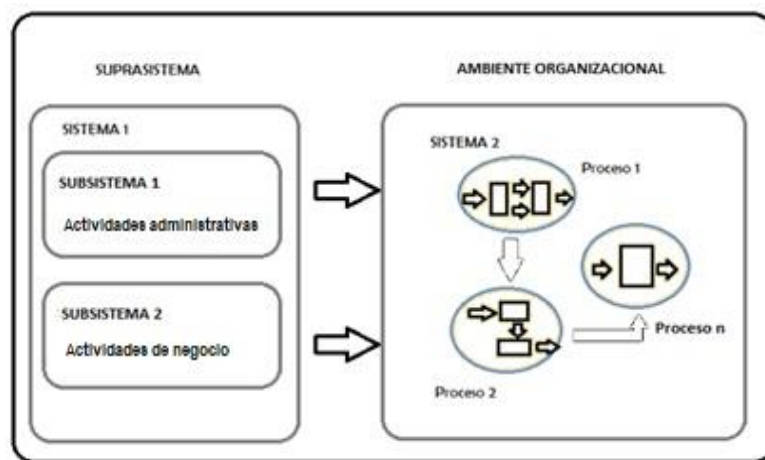 SUPRASISTEMA
AMBIENTE ORGANIZACIONAL
SISTEMA 1
SUBSISTEMA 1
Actividades administrativas
SUBSISTEMA 2
Actividades de negocio
SISTEMA 2
Proceso 1
Proceso n
Proceso 2